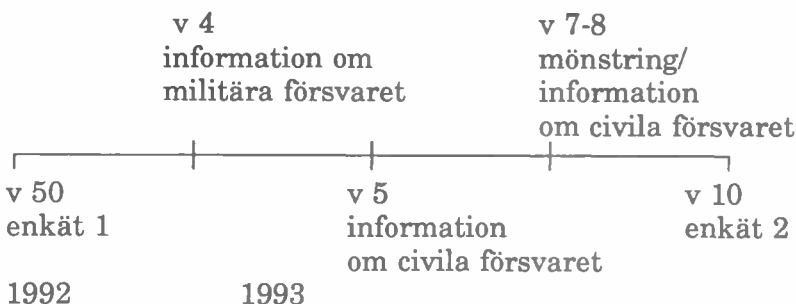 v 4
information om
militära försvaret
v 7-8
mönstring/
information
om civila försvaret
v 50
enkät 1
v 5
information
om civila försvaret
v 10
enkät 2
1992
1993